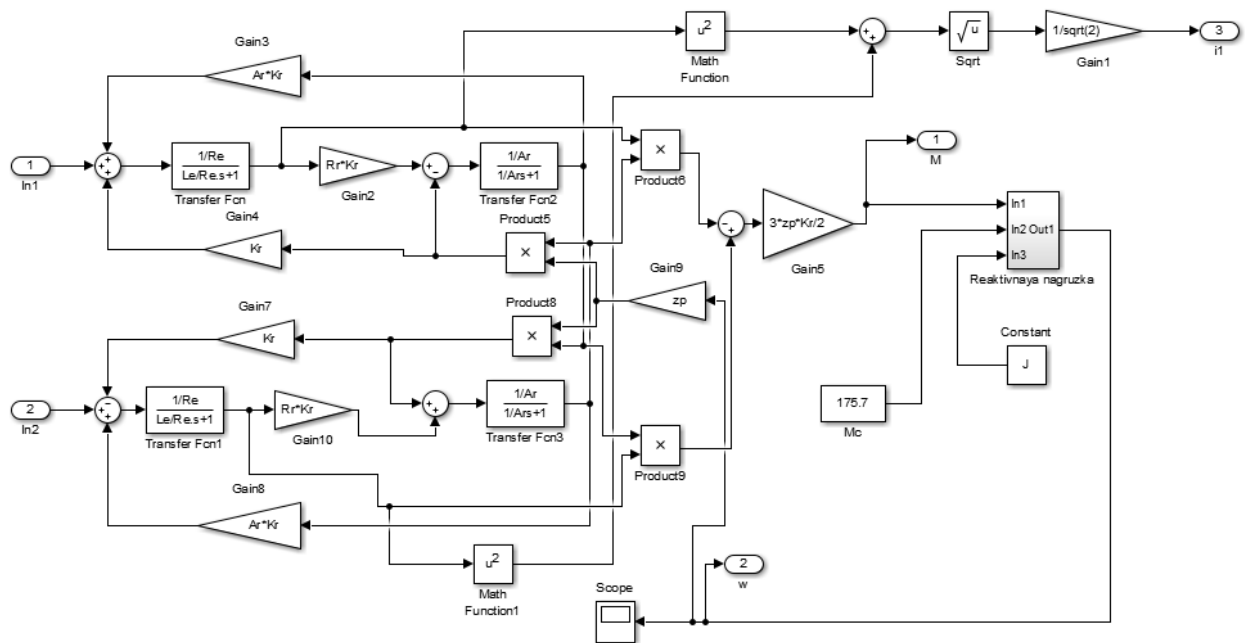 Gain3
Ar*Kr
u²
Math
Function
+
+
√u
Sqrt
1/sqrt(2)
Gain1
3
i1
1
In1
+
+
+
1/Re
Le/Re.s+1
Transfer Fcn
Rr*Kr
Gain2
+
−
1/Ar
1/Ars+1
Transfer Fcn2
×
Product6
1
M
Gain4
Kr
Product5
×
−
+
3*zp*Kr/2
Gain5
In1
In2 Out1
In3
Reaktivnaya nagruzka
Gain9
zp
Gain7
Kr
Product8
×
Constant
J
2
In2
−
+
+
1/Re
Le/Re.s+1
Transfer Fcn1
Rr*Kr
Gain10
+
+
1/Ar
1/Ars+1
Transfer Fcn3
×
Product9
175.7
Mc
Gain8
Ar*Kr
u²
Math
Function1
Scope
2
w